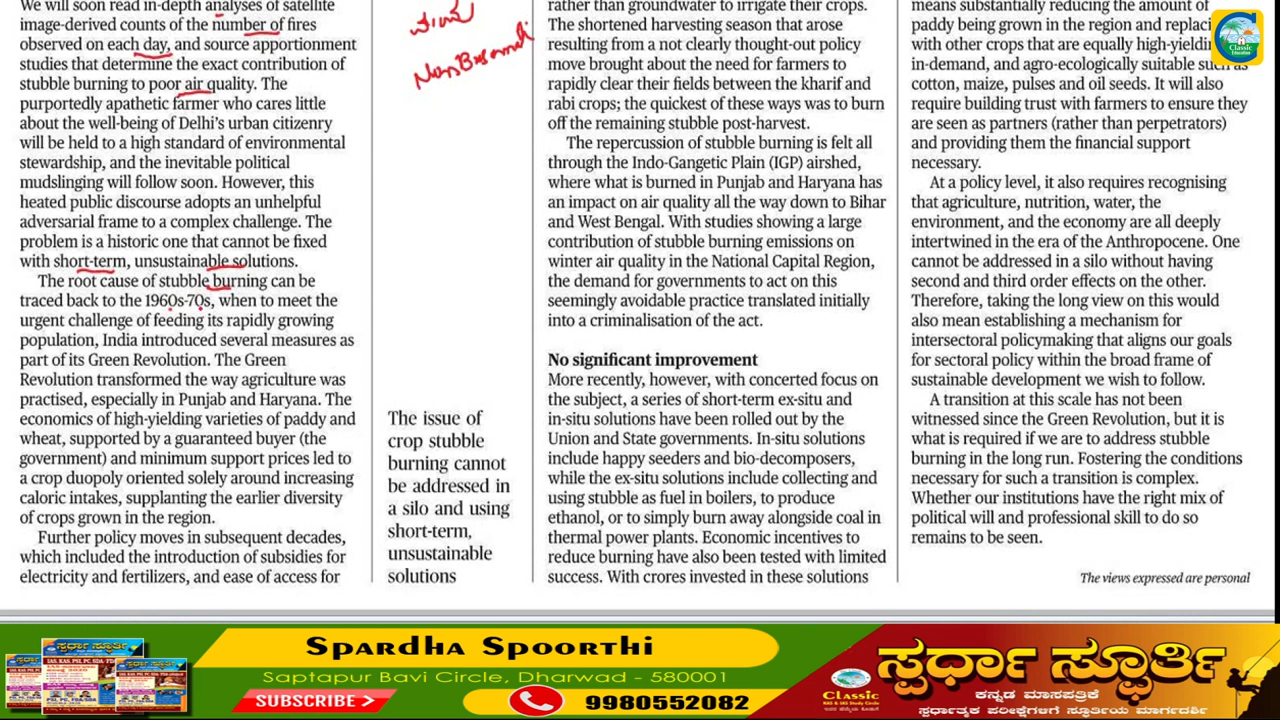 We will soon read in-depth analyses of satellite
image-derived counts of the number of fires
observed on each day, and source apportionment
studies that determine the exact contribution of
stubble burning to poor air quality. The
purportedly apathetic farmer who cares little
about the well-being of Delhi's urban citizenry
will be held to a high standard of environmental
stewardship, and the inevitable political
mudslinging will follow soon. However, this
heated public discourse adopts an unhelpful
adversarial frame to a complex challenge. The
problem is a historic one that cannot be fixed
with short-term, unsustainable solutions.
The root cause of stubble burning can be
traced back to the 1960s-70s, when to meet the
urgent challenge of feeding its rapidly growing
population, India introduced several measures as
part of its Green Revolution. The Green
Revolution transformed the way agriculture was
practised, especially in Punjab and Haryana. The
economics of high-yielding varieties of paddy and
wheat, supported by a guaranteed buyer (the
government) and minimum support prices led to
a crop duopoly oriented solely around increasing
caloric intakes, supplanting the earlier diversity
of crops grown in the region.
Further policy moves in subsequent decades,
which included the introduction of subsidies for
electricity and fertilizers, and ease of access for
The issue of
crop stubble
burning cannot
be addressed in
a silo and using
short-term,
unsustainable
solutions
rather than groundwater to irrigate their crops.
The shortened harvesting season that arose
resulting from a not clearly thought-out policy
move brought about the need for farmers to
rapidly clear their fields between the kharif and
rabi crops; the quickest of these ways was to burn
off the remaining stubble post-harvest.
The repercussion of stubble burning is felt all
through the Indo-Gangetic Plain (IGP) airshed,
where what is burned in Punjab and Haryana has
an impact on air quality all the way down to Bihar
and West Bengal. With studies showing a large
contribution of stubble burning emissions on
winter air quality in the National Capital Region,
the demand for governments to act on this
seemingly avoidable practice translated initially
into a criminalisation of the act.
No significant improvement
More recently, however, with concerted focus on
the subject, a series of short-term ex-situ and
in-situ solutions have been rolled out by the
Union and State governments. In-situ solutions
include happy seeders and bio-decomposers,
while the ex-situ solutions include collecting and
using stubble as fuel in boilers, to produce
ethanol, or to simply burn away alongside coal in
thermal power plants. Economic incentives to
reduce burning have also been tested with limited
success. With crores invested in these solutions
means substantially reducing the amount of
paddy being grown in the region and replaci
with other crops that are equally high-yieldi
in-demand, and agro-ecologically suitable such as
cotton, maize, pulses and oil seeds. It will also
require building trust with farmers to ensure they
are seen as partners (rather than perpetrators)
and providing them the financial support
necessary.
At a policy level, it also requires recognising
that agriculture, nutrition, water, the
environment, and the economy are all deeply
intertwined in the era of the Anthropocene. One
cannot be addressed in a silo without having
second and third order effects on the other.
Therefore, taking the long view on this would
also mean establishing a mechanism for
intersectoral policymaking that aligns our goals
for sectoral policy within the broad frame of
sustainable development we wish to follow.
A transition at this scale has not been
witnessed since the Green Revolution, but it is
what is required if we are to address stubble
burning in the long run. Fostering the conditions
necessary for such a transition is complex.
Whether our institutions have the right mix of
political will and professional skill to do so
remains to be seen.
The views expressed are personal
Classic
Education
SPARDHA SPOORTHI
Saptapur Bavi Circle, Dharwad - 580001
SUBSCRIBE
9980552082
Classic
ಸ್ಪರ್ಧಾ ಸ್ಫೂರ್ತಿ
ಕನ್ನಡ ಮಾಸಪತ್ರಿಕೆ
ಸ್ಪರ್ಧಾತ್ಮಕ ಪರೀಕ್ಷೆಗಳಿಗೆ ಸ್ಫೂರ್ತಿಯ ಮಾರ್ಗದರ್ಶಿ